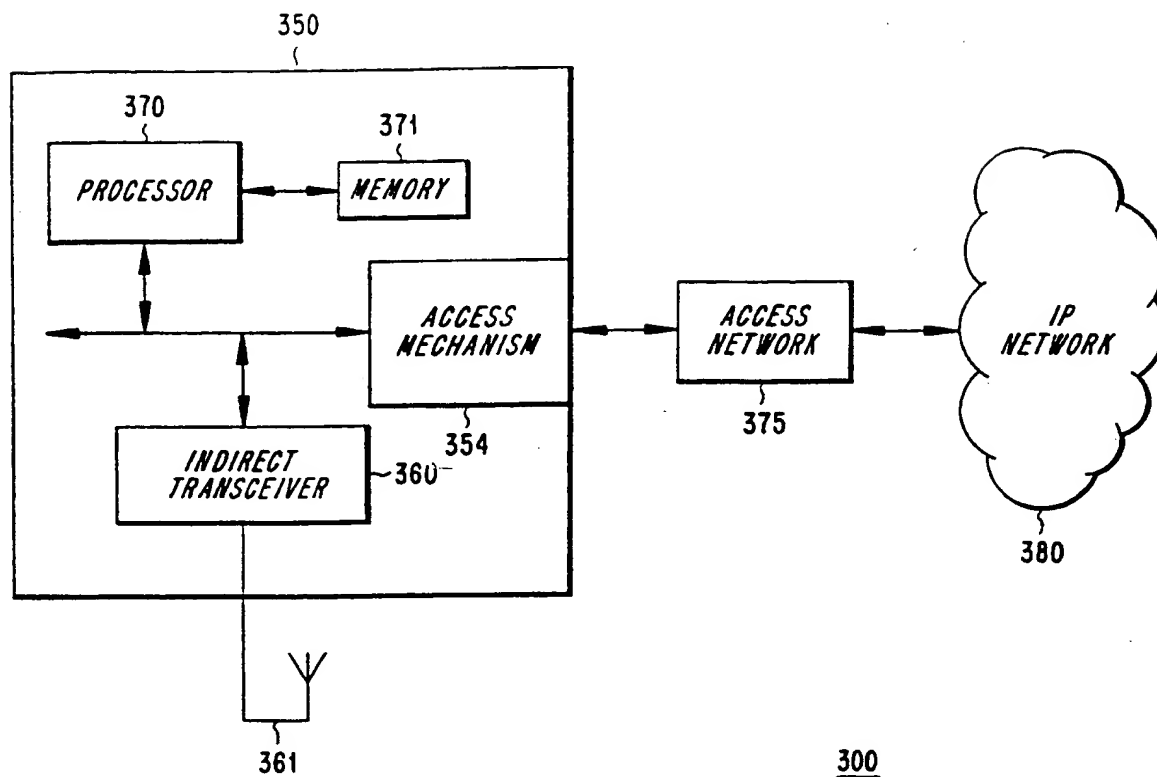 350
370
371
PROCESSOR
MEMORY
ACCESS
MECHANISM
ACCESS
NETWORK
IP
NETWORK
354
375
INDIRECT
TRANSCEIVER
360
380
361
300